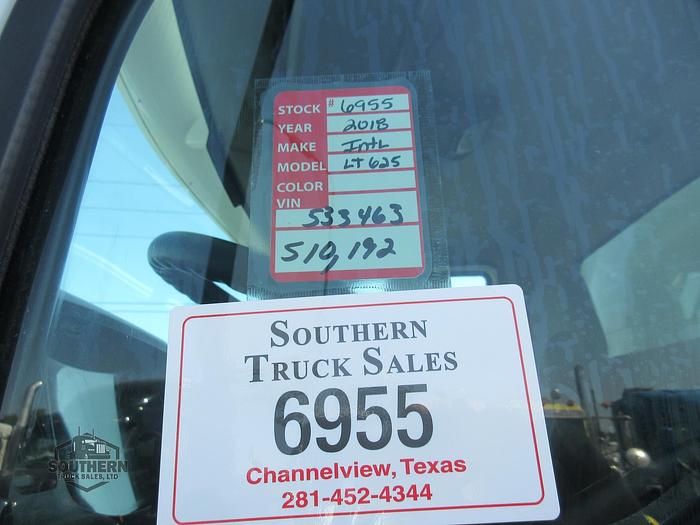 STOCK # 6955
YEAR 2018
MAKE Intl
MODEL LT625
COLOR
VIN
533463
510,192
SOUTHERN
TRUCK SALES
6955
Channelview, Texas
281-452-4344
SOUTHERN
TRUCK SALES, LTD